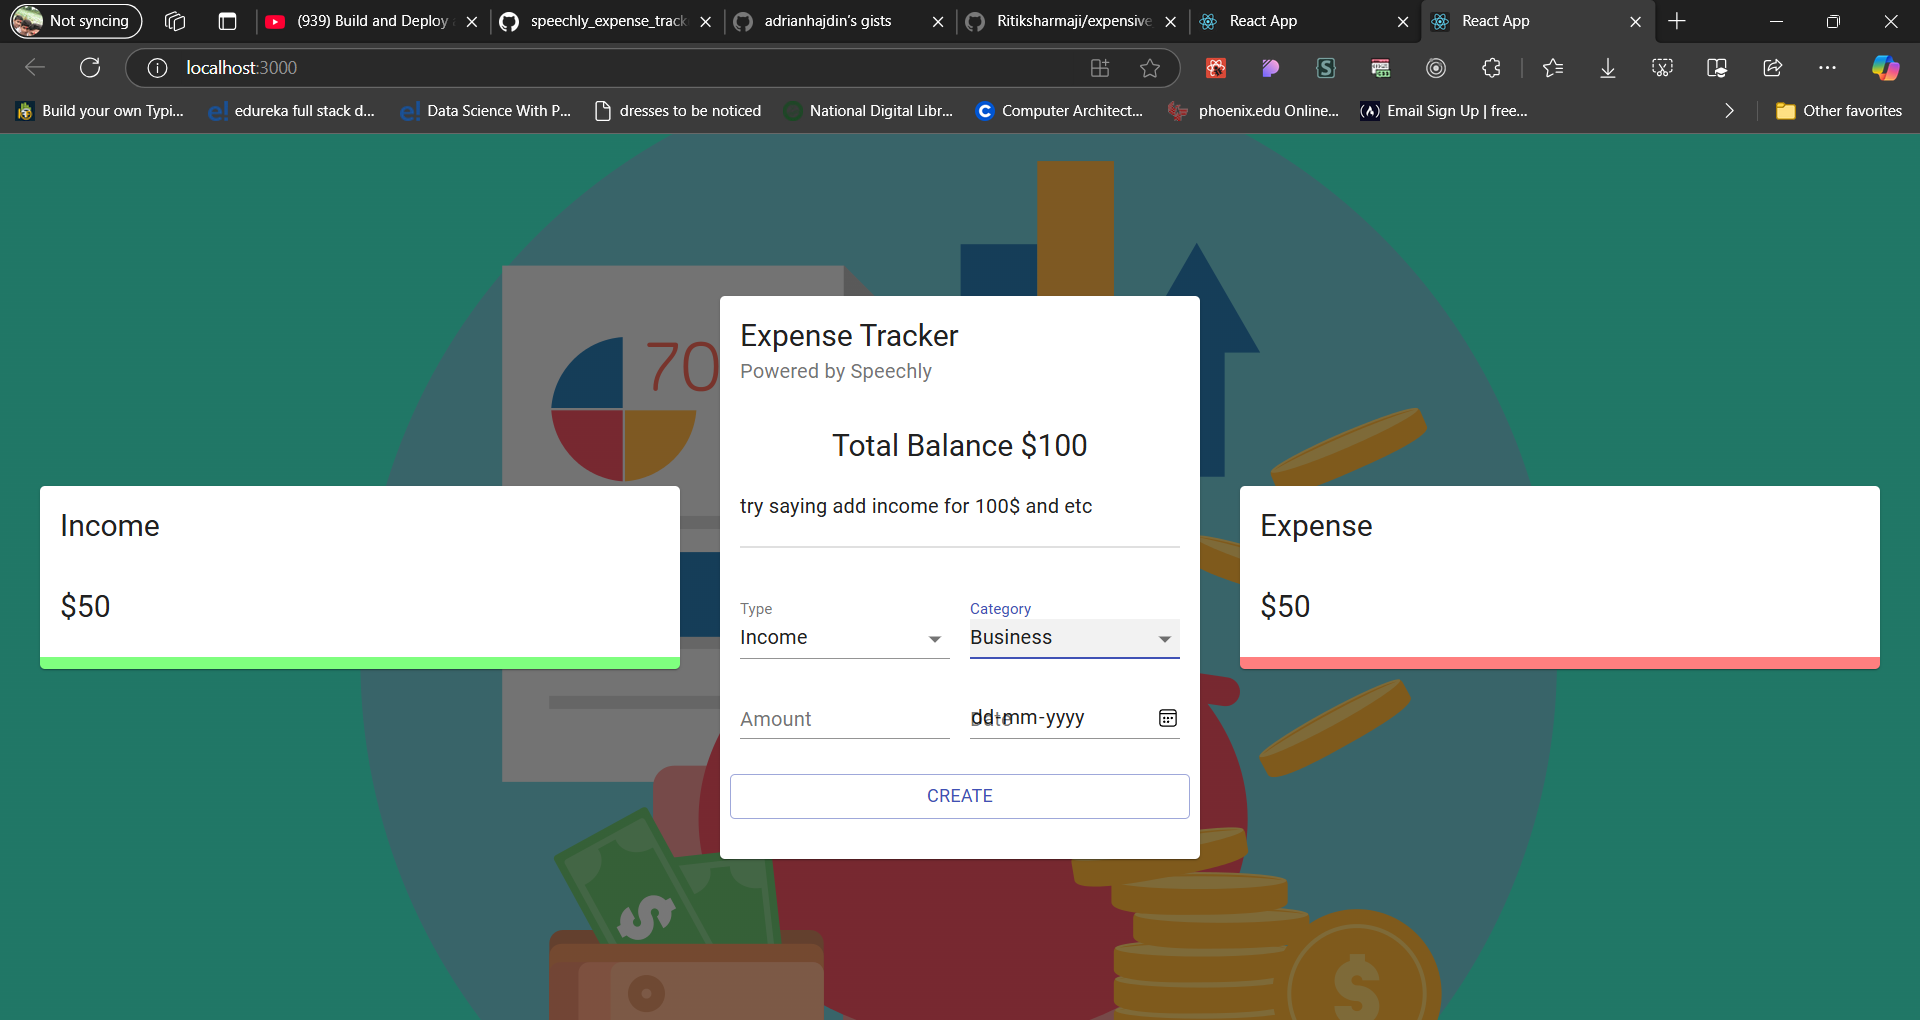 Not syncing
(939) Build and Deploy
speechly_expense_track
adrianhajdin's gists
Ritiksharmaji/expensive
React App
React App
localhost:3000
Build your own Typi...
edureka full stack d...
Data Science With P...
dresses to be noticed
National Digital Libr...
Computer Architect...
phoenix.edu Online...
Email Sign Up | free...
Other favorites
70
Expense Tracker
Powered by Speechly
Total Balance $100
try saying add income for 100$ and etc
Income
$50
Expense
$50
Type
Category
Income
Business
Amount
Date
dd-mm-yyyy
CREATE
$
$